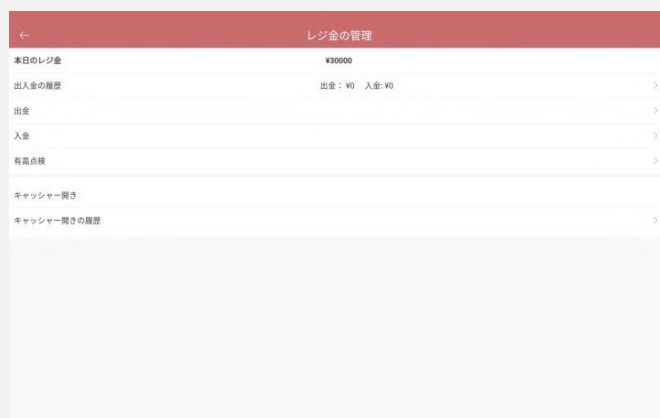 レジ金の管理
本日のレジ金 ¥30000
出入金の履歴 出金： ¥0 入金: ¥0
出金
入金
有高点検
キャッシャー開き
キャッシャー開きの履歴